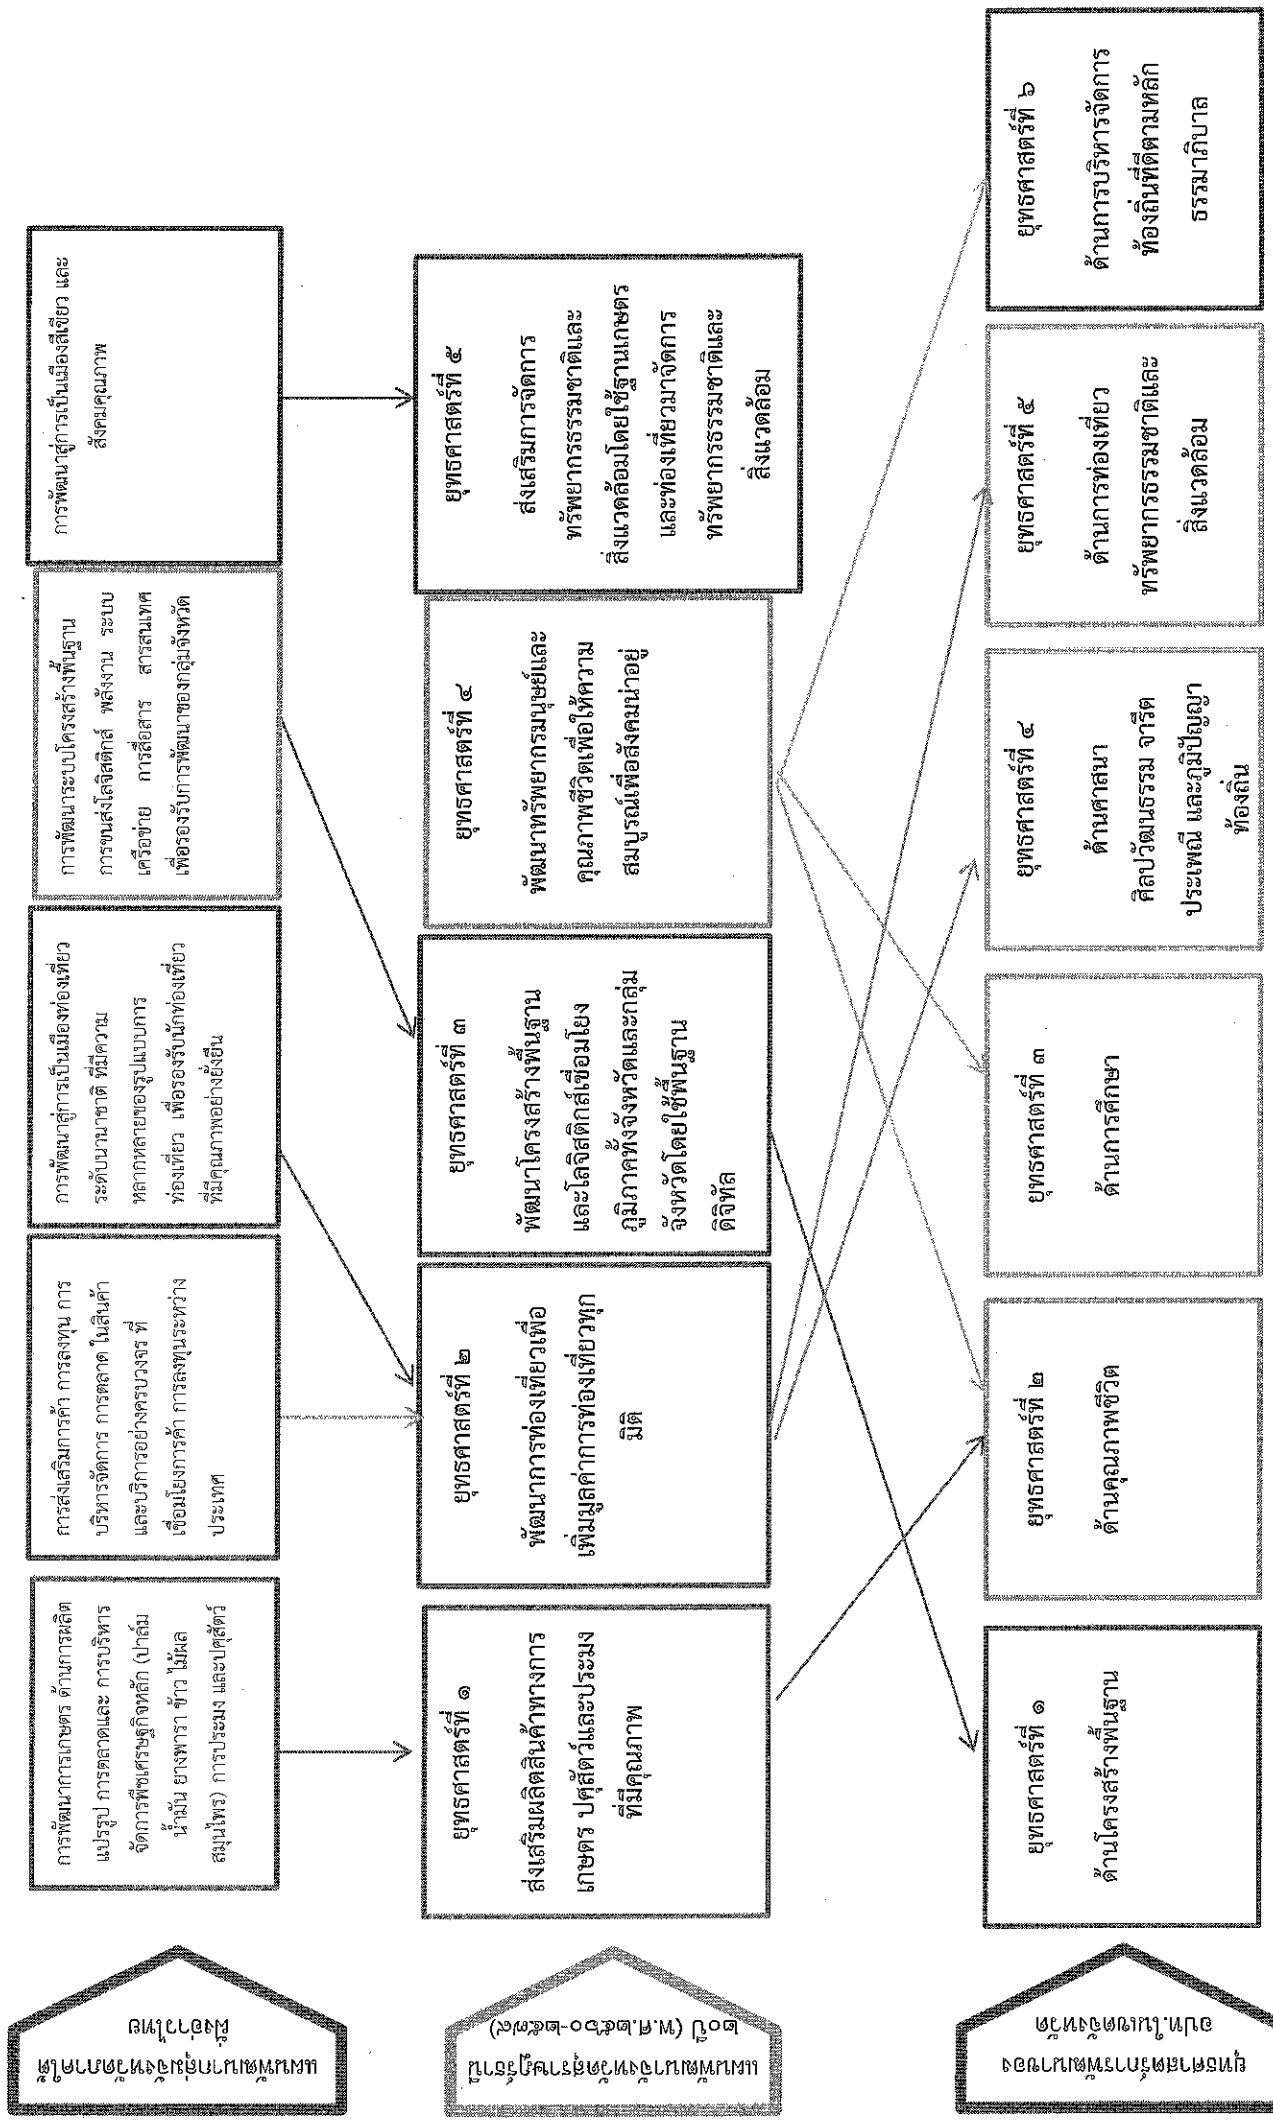 แผนพัฒนากลุ่มจังหวัดภาคใต้
ฝั่งอ่าวไทย
การพัฒนาการเกษตร ด้านการผลิต
แปรรูป การตลาดและ การบริหาร
จัดการพืชเศรษฐกิจหลัก (ปาล์ม
น้ำมัน ยางพารา ข้าว ไม้ผล
สมุนไพร) การประมง และปศุสัตว์
การส่งเสริมการค้า การลงทุน การ
บริหารจัดการ การตลาด ในสินค้า
และบริการอย่างครบวงจร ที่
เชื่อมโยงการค้า การลงทุนระหว่าง
ประเทศ
การพัฒนาสู่การเป็นเมืองท่องเที่ยว
ระดับนานาชาติ ที่มีความ
หลากหลายของรูปแบบการ
ท่องเที่ยว เพื่อรองรับนักท่องเที่ยว
ที่มีคุณภาพอย่างยั่งยืน
การพัฒนาระบบโครงสร้างพื้นฐาน
การขนส่งโลจิสติกส์ พลังงาน ระบบ
เครือข่าย การสื่อสาร สารสนเทศ
เพื่อรองรับการพัฒนาของกลุ่มจังหวัด
การพัฒนาสู่การเป็นเมืองสีเขียว และ
สังคมคุณภาพ
แผนพัฒนาจังหวัดสุราษฎร์ธานี
๒๐ปี (พ.ศ.๒๕๖๐-๒๕๗๙)
ยุทธศาสตร์ที่ ๑
ส่งเสริมผลิตสินค้าทางการ
เกษตร ปศุสัตว์และประมง
ที่มีคุณภาพ
ยุทธศาสตร์ที่ ๒
พัฒนาการท่องเที่ยวเพื่อ
เพิ่มมูลค่าการท่องเที่ยวทุก
มิติ
ยุทธศาสตร์ที่ ๓
พัฒนาโครงสร้างพื้นฐาน
และโลจิสติกส์เชื่อมโยง
ภูมิภาคทั้งจังหวัดและกลุ่ม
จังหวัดโดยใช้พื้นฐาน
ดิจิทัล
ยุทธศาสตร์ที่ ๔
พัฒนาทรัพยากรมนุษย์และ
คุณภาพชีวิตเพื่อให้ความ
สมบูรณ์เพื่อสังคมน่าอยู่
ยุทธศาสตร์ที่ ๕
ส่งเสริมการจัดการ
ทรัพยากรธรรมชาติและ
สิ่งแวดล้อมโดยใช้ฐานเกษตร
และท่องเที่ยวมาจัดการ
ทรัพยากรธรรมชาติและ
สิ่งแวดล้อม
ยุทธศาสตร์การพัฒนาของ
อปท.ในเขตจังหวัด
ยุทธศาสตร์ที่ ๑
ด้านโครงสร้างพื้นฐาน
ยุทธศาสตร์ที่ ๒
ด้านคุณภาพชีวิต
ยุทธศาสตร์ที่ ๓
ด้านการศึกษา
ยุทธศาสตร์ที่ ๔
ด้านศาสนา
ศิลปวัฒนธรรม จารีต
ประเพณี และภูมิปัญญา
ท้องถิ่น
ยุทธศาสตร์ที่ ๕
ด้านการท่องเที่ยว
ทรัพยากรธรรมชาติและ
สิ่งแวดล้อม
ยุทธศาสตร์ที่ ๖
ด้านการบริหารจัดการ
ท้องถิ่นที่ดีตามหลัก
ธรรมาภิบาล